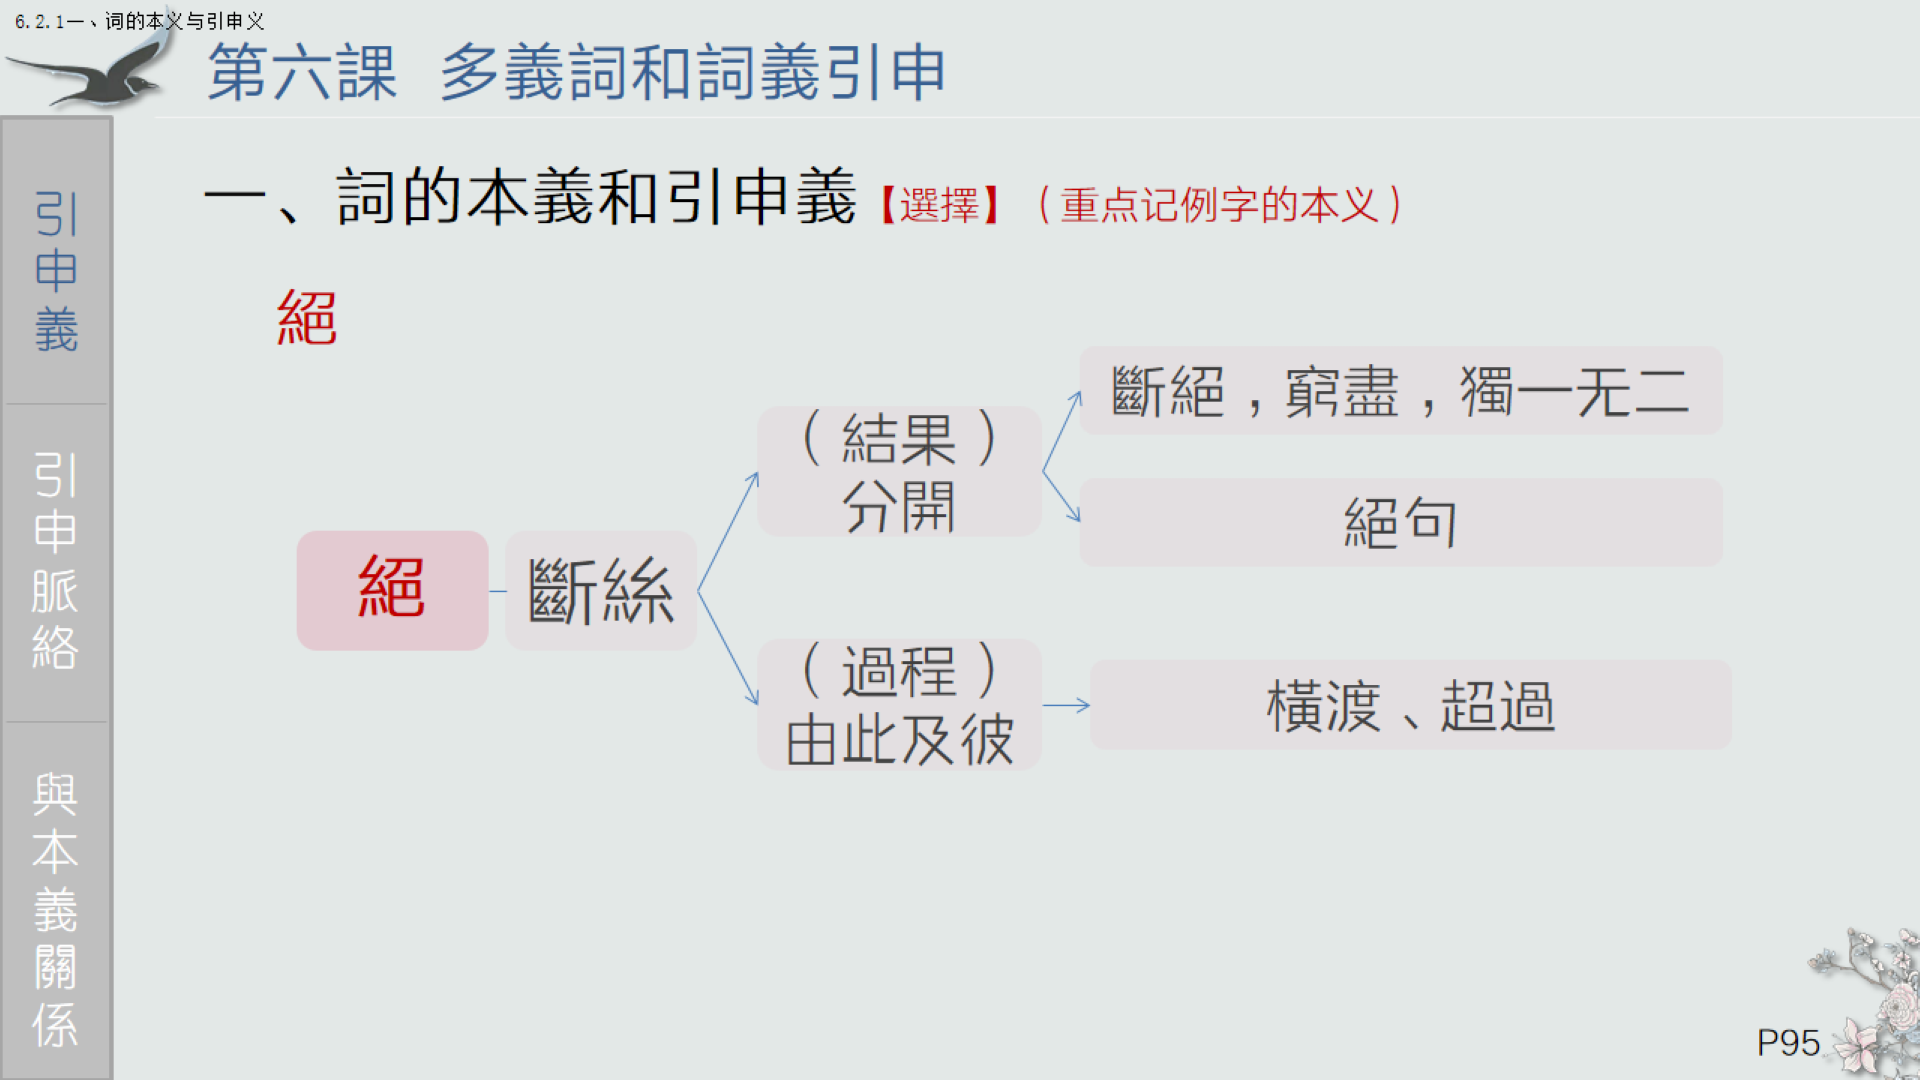 6.2.1一、词的本义与引申义
第六課 多義詞和詞義引申
引申義
引申脈絡
與本義關係
一、詞的本義和引申義【選擇】（重点记例字的本义）
絕
絕
斷絲
（結果）
分開
斷絕，窮盡，獨一无二
絕句
（過程）
由此及彼
橫渡、超過
P95